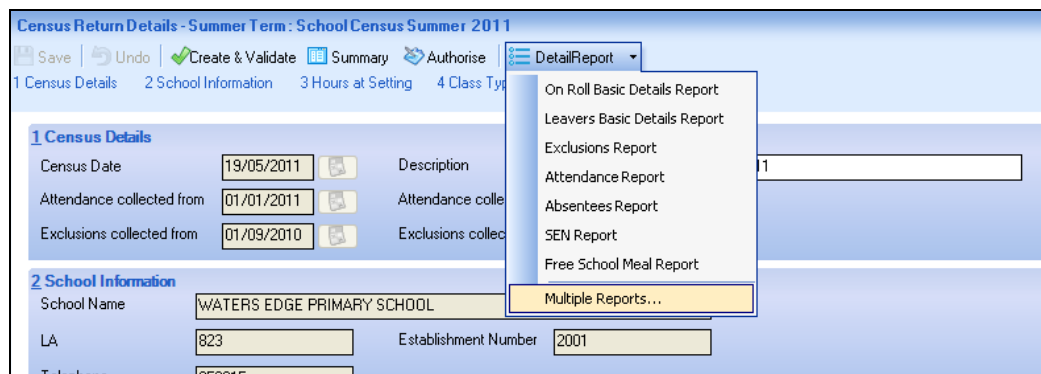 Census Return Details - Summer Term : School Census Summer 2011
Save Undo Create & Validate Summary Authorise DetailReport
1 Census Details 2 School Information 3 Hours at Setting 4 Class Typ
On Roll Basic Details Report
Leavers Basic Details Report
Exclusions Report
Attendance Report
Absentees Report
SEN Report
Free School Meal Report
Multiple Reports...
1 Census Details
Census Date 19/05/2011 Description 11
Attendance collected from 01/01/2011 Attendance colle
Exclusions collected from 01/09/2010 Exclusions collec
2 School Information
School Name WATERS EDGE PRIMARY SCHOOL
LA 823 Establishment Number 2001